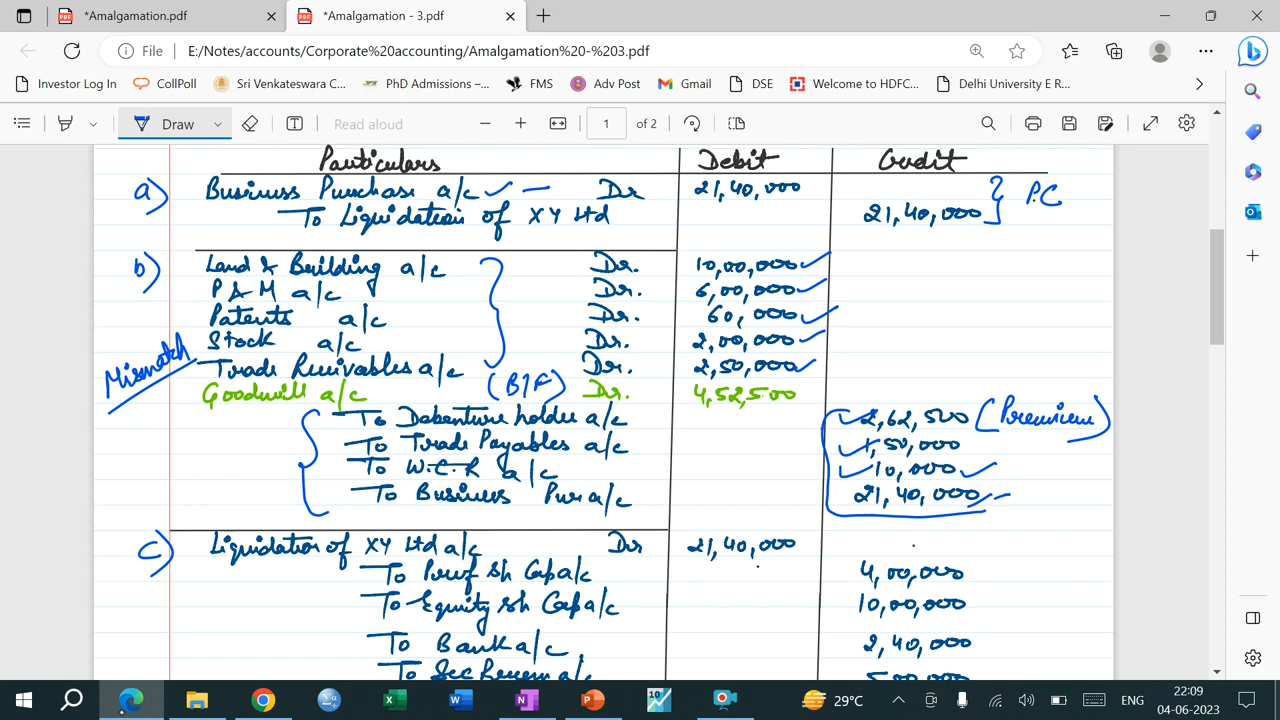 *Amalgamation.pdf
*Amalgamation - 3.pdf
File E:/Notes/accounts/Corporate%20accounting/Amalgamation%20-%203.pdf
Investor Log In CollPoll Sri Venkateswara C... PhD Admissions –... FMS Adv Post Gmail DSE Welcome to HDFC... Delhi University E R...
Draw Read aloud 1 of 2
Particulars Debit Credit
a) Business Purchase a/c Dr 21,40,000
To Liquidation of XY Ltd 21,40,000 P.C
b) Land & Building a/c Dr. 10,00,000
P & M a/c Dr. 6,00,000
Patents a/c Dr. 60,000
Stock a/c Dr. 2,00,000
Mismatch
Trade Receivables a/c Dr. 2,50,000
Goodwill a/c (B/F) Dr. 4,52,500
To Debenture holder a/c 2,62,500 (Premium)
To Trade Payables a/c 1,50,000
To W.C.R a/c 10,000
To Business Pur a/c 21,40,000
c) Liquidation of XY Ltd a/c Dr 21,40,000
To Pref Sh Cap a/c 4,00,000
To Equity Sh Cap a/c 10,00,000
To Bank a/c 2,40,000
To Sec a/c 500,000
29°C ENG 22:09
04-06-2023